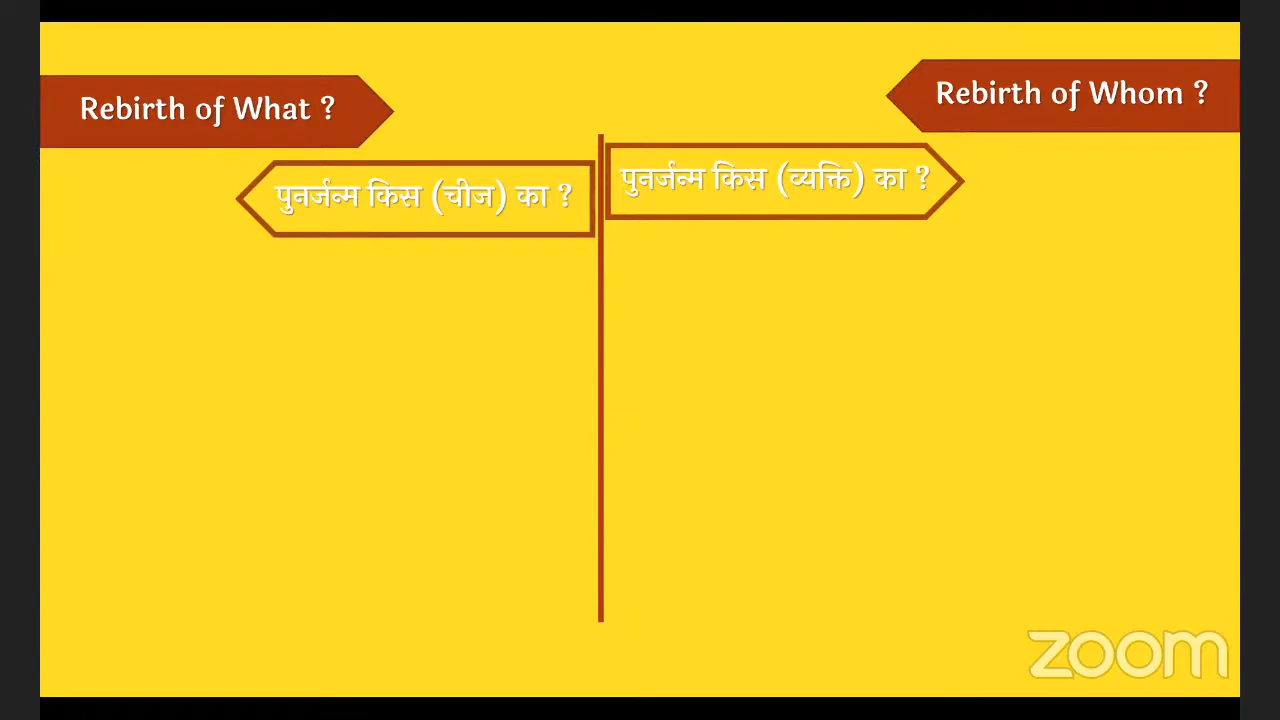 Rebirth of What ?
Rebirth of Whom ?
पुनर्जन्म किस (चीज) का ?
पुनर्जन्म किस (व्यक्ति) का ?
zoom